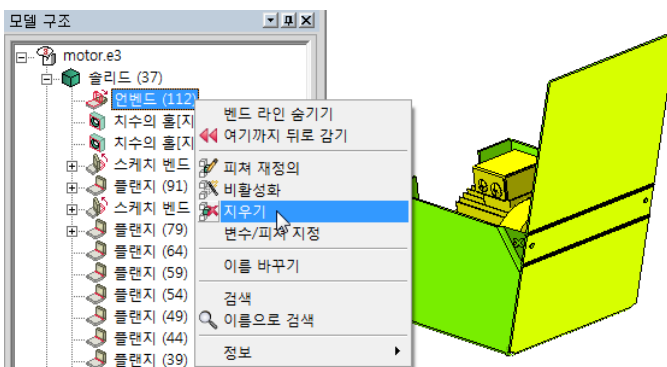 모델 구조
motor.e3
솔리드 (37)
언벤드 (112)
치수의 홀[지
치수의 홀[지
스케치 벤드
플랜지 (91)
스케치 벤드
플랜지 (79)
플랜지 (64)
플랜지 (59)
플랜지 (54)
플랜지 (49)
플랜지 (44)
플랜지 (39)
벤드 라인 숨기기
여기까지 뒤로 감기
피쳐 재정의
비활성화
지우기
변수/피쳐 지정
이름 바꾸기
검색
이름으로 검색
정보